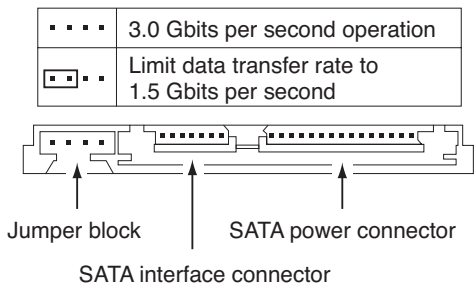 3.0 Gbits per second operation
Limit data transfer rate to
1.5 Gbits per second
Jumper block
SATA power connector
SATA interface connector